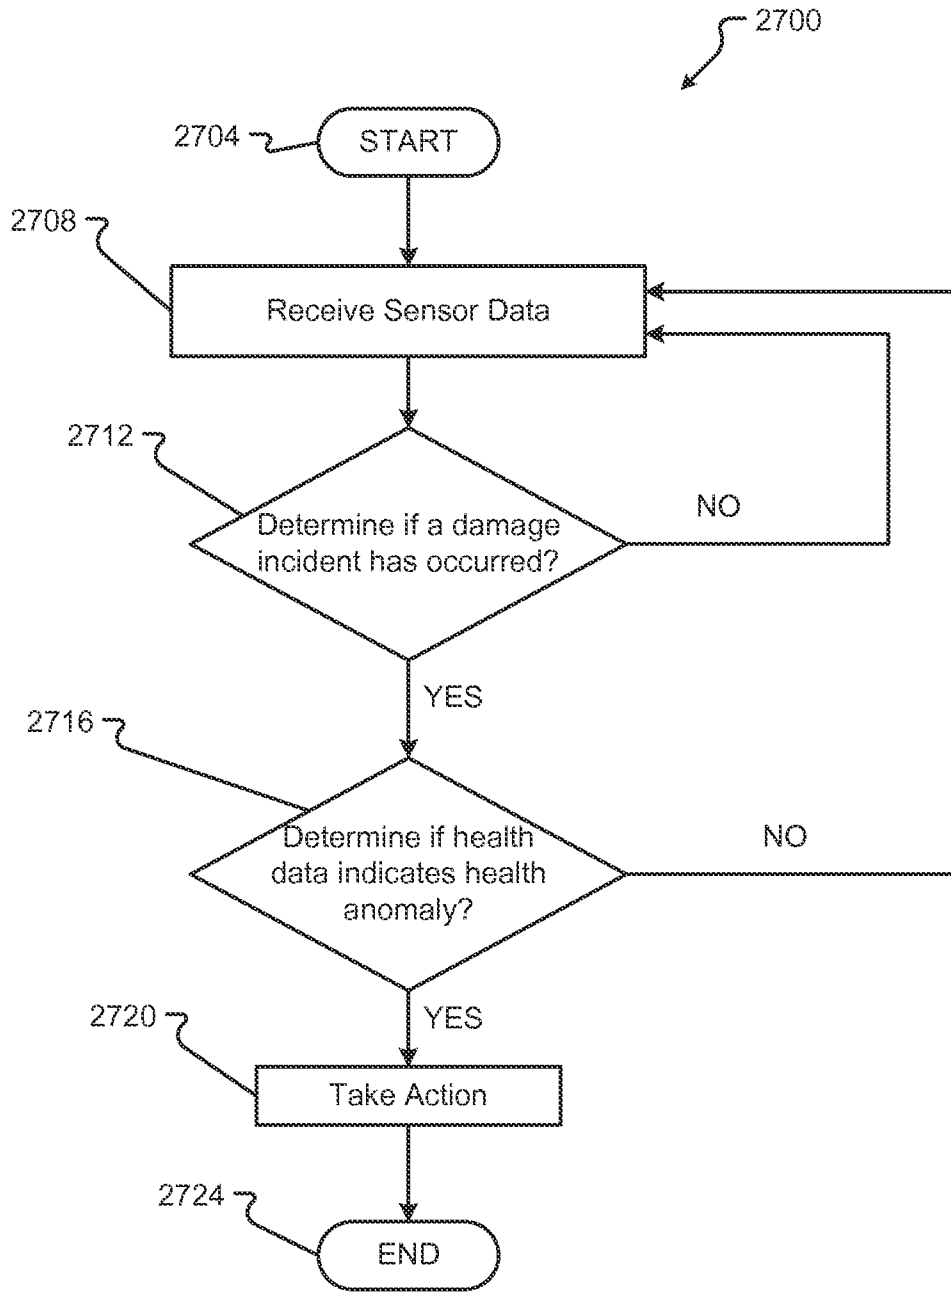 2700
2704
START
2708
Receive Sensor Data
2712
Determine if a damage
incident has occurred?
NO
YES
2716
Determine if health
data indicates health
anomaly?
NO
YES
2720
Take Action
2724
END